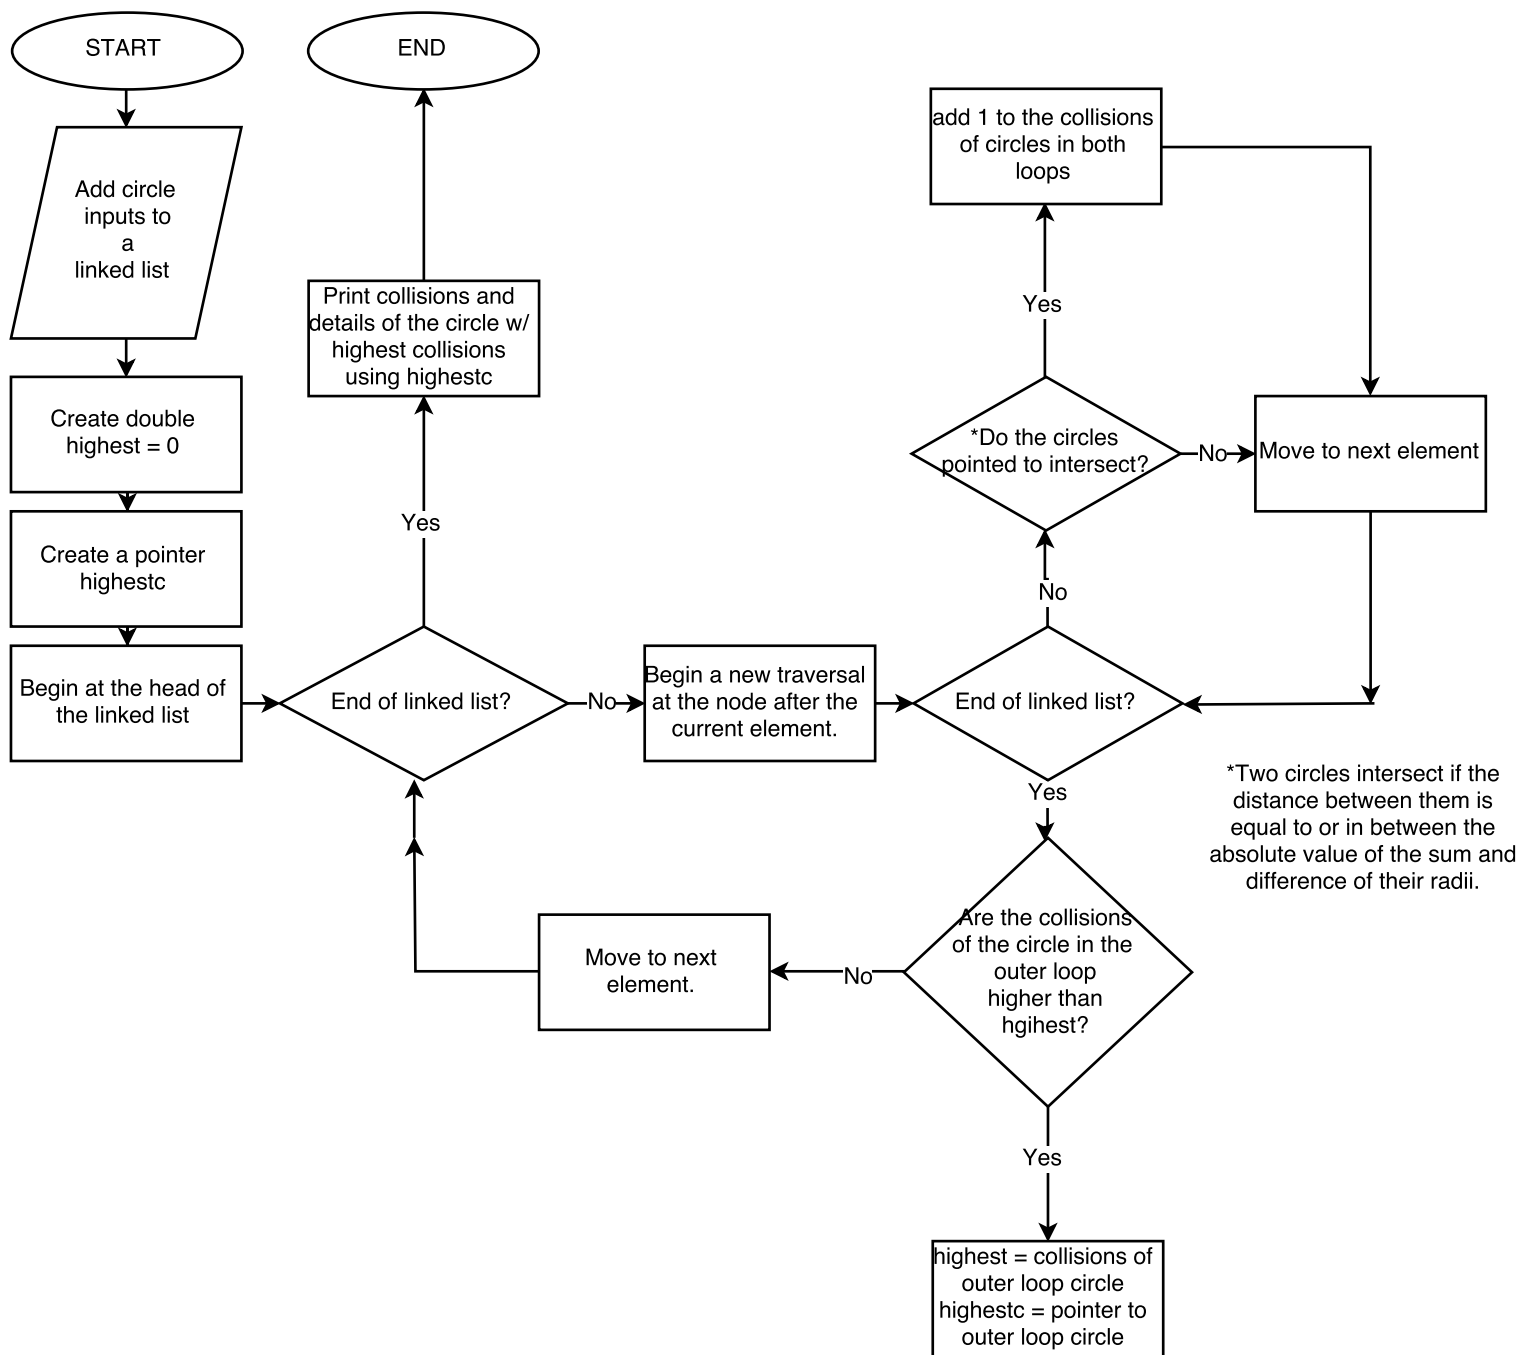 START
Add circle
inputs to
a
linked list
Create double
highest = 0
Create a pointer
highestc
Begin at the head of
the linked list
END
Print collisions and
details of the circle w/
highest collisions
using highestc
Yes
End of linked list?
No
Begin a new traversal
at the node after the
current element.
add 1 to the collisions
of circles in both
loops
Yes
*Do the circles
pointed to intersect?
No
Move to next element
No
End of linked list?
Yes
*Two circles intersect if the
distance between them is
equal to or in between the
absolute value of the sum and
difference of their radii.
Are the collisions
of the circle in the
outer loop
higher than
hgihest?
No
Move to next
element.
Yes
highest = collisions of
outer loop circle
highestc = pointer to
outer loop circle